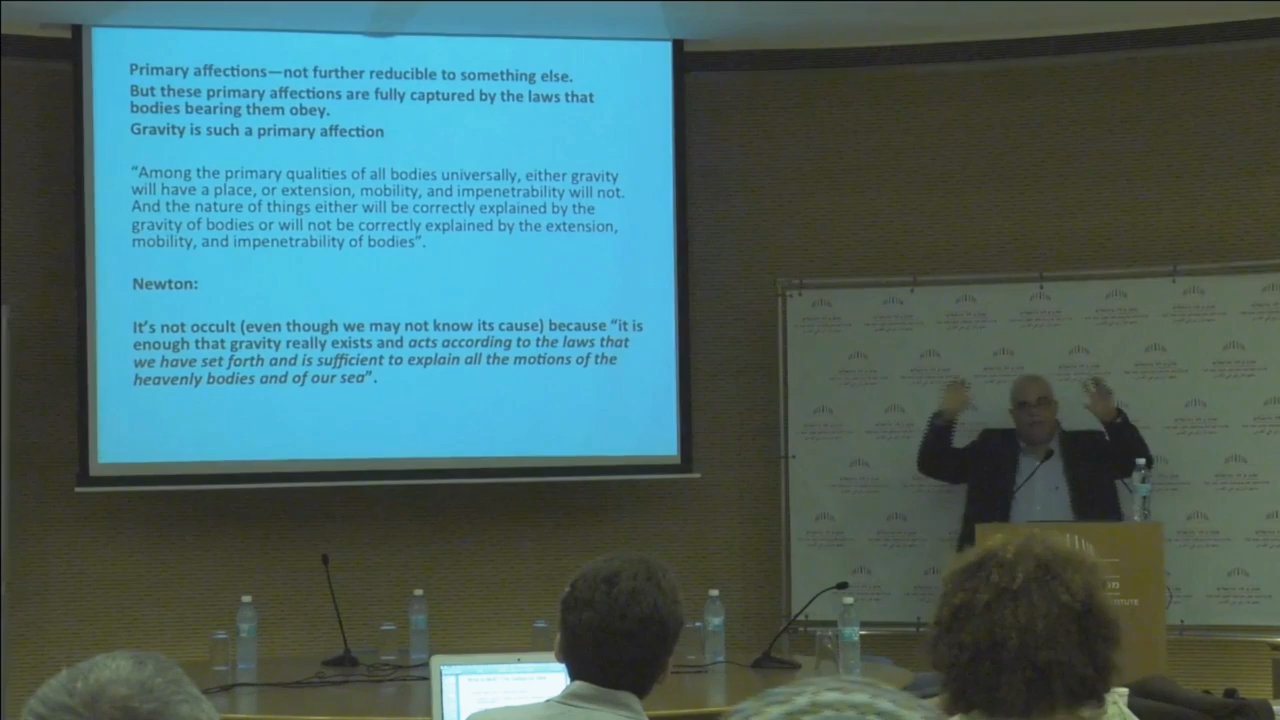 Primary affections—not further reducible to something else.
But these primary affections are fully captured by the laws that
bodies bearing them obey.
Gravity is such a primary affection
“Among the primary qualities of all bodies universally, either gravity
will have a place, or extension, mobility, and impenetrability will not.
And the nature of things either will be correctly explained by the
gravity of bodies or will not be correctly explained by the extension,
mobility, and impenetrability of bodies”.
Newton:
It’s not occult (even though we may not know its cause) because “it is
enough that gravity really exists and acts according to the laws that
we have set forth and is sufficient to explain all the motions of the
heavenly bodies and of our sea”.